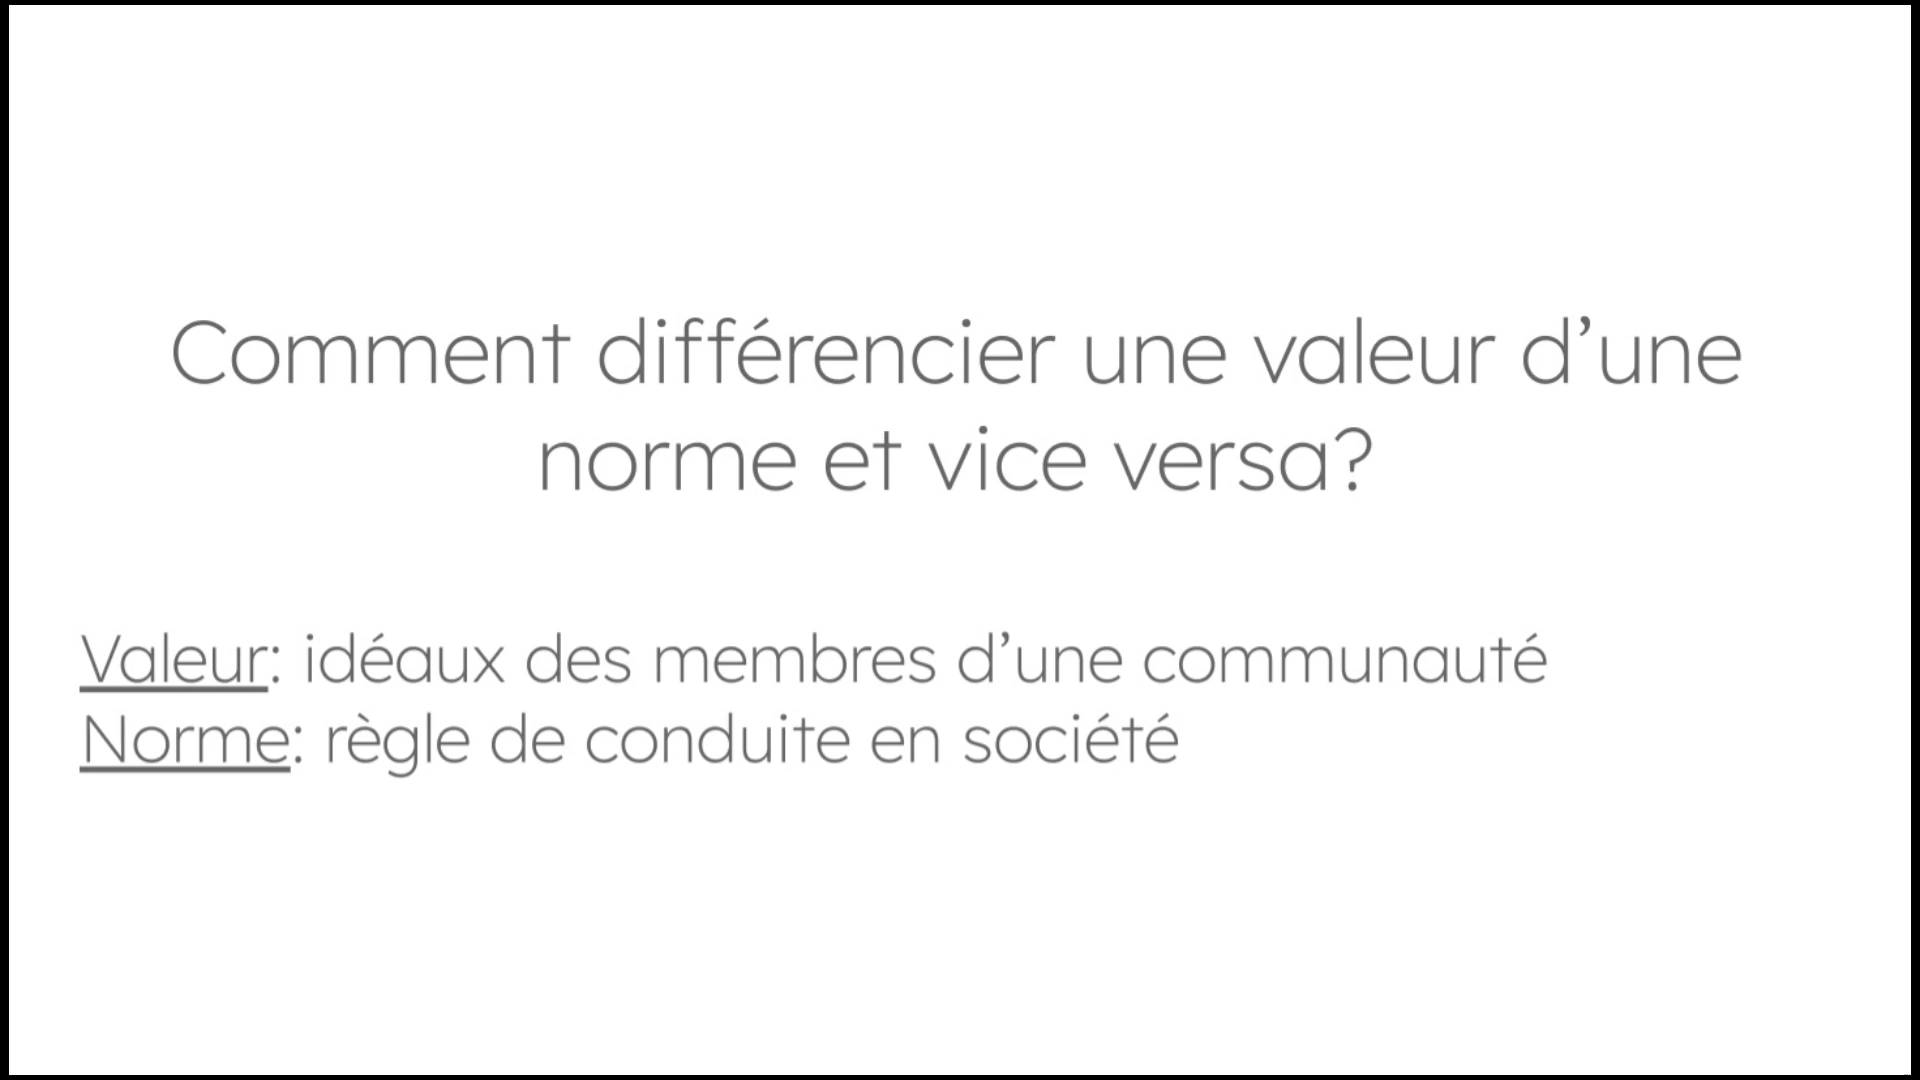 Comment différencier une valeur d’une
norme et vice versa?
Valeur: idéaux des membres d’une communauté
Norme: règle de conduite en société